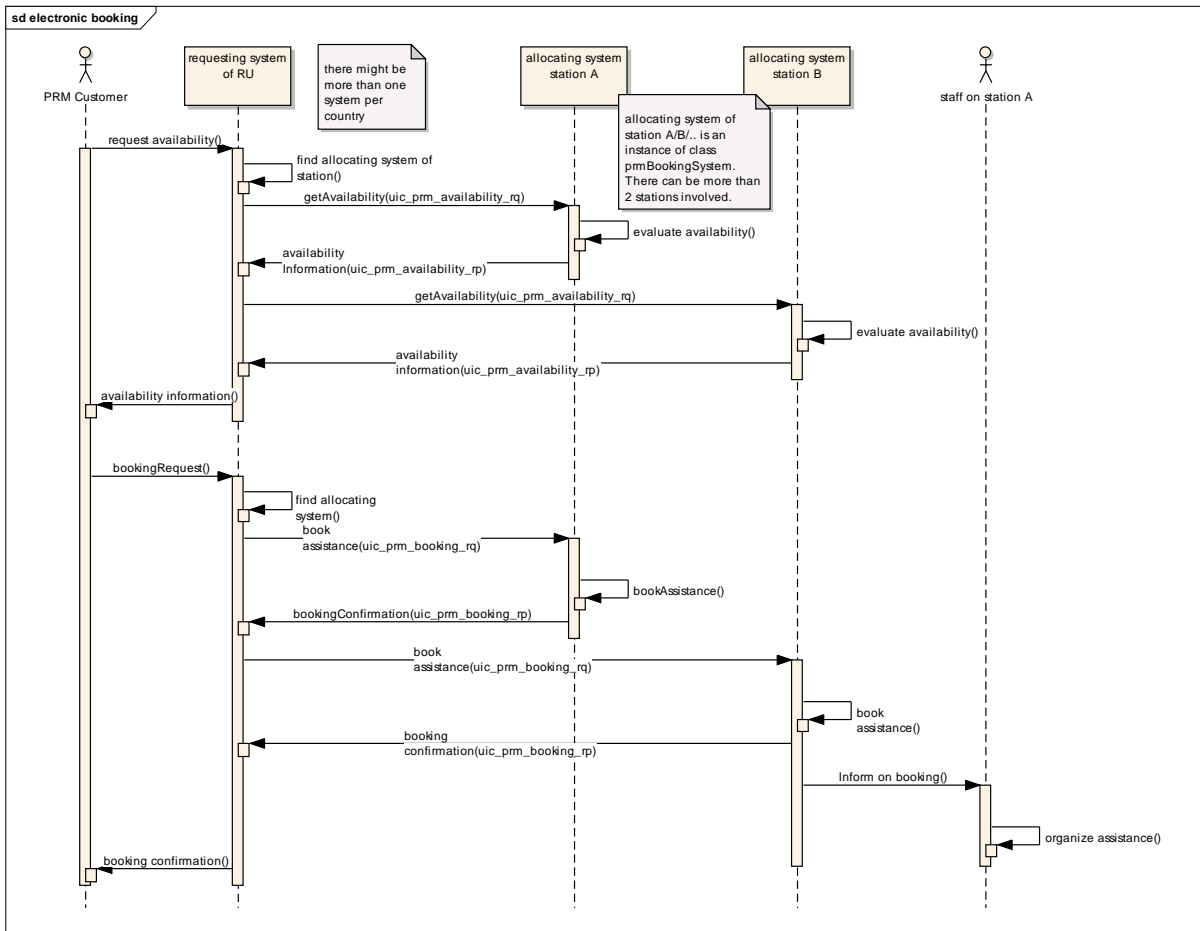 sd electronic booking
PRM Customer
requesting system
of RU
there might be
more than one
system per
country
allocating system
station A
allocating system
station B
staff on station A
allocating system of
station A/B/.. is an
instance of class
prmBookingSystem.
There can be more than
2 stations involved.
request availability()
find allocating system of
station()
getAvailability(uic_prm_availability_rq)
evaluate availability()
availability
Information(uic_prm_availability_rp)
getAvailability(uic_prm_availability_rq)
evaluate availability()
availability
information(uic_prm_availability_rp)
availability information()
bookingRequest()
find allocating
system()
book
assistance(uic_prm_booking_rq)
bookAssistance()
bookingConfirmation(uic_prm_booking_rp)
book
assistance(uic_prm_booking_rq)
book
assistance()
booking
confirmation(uic_prm_booking_rp)
Inform on booking()
organize assistance()
booking confirmation()